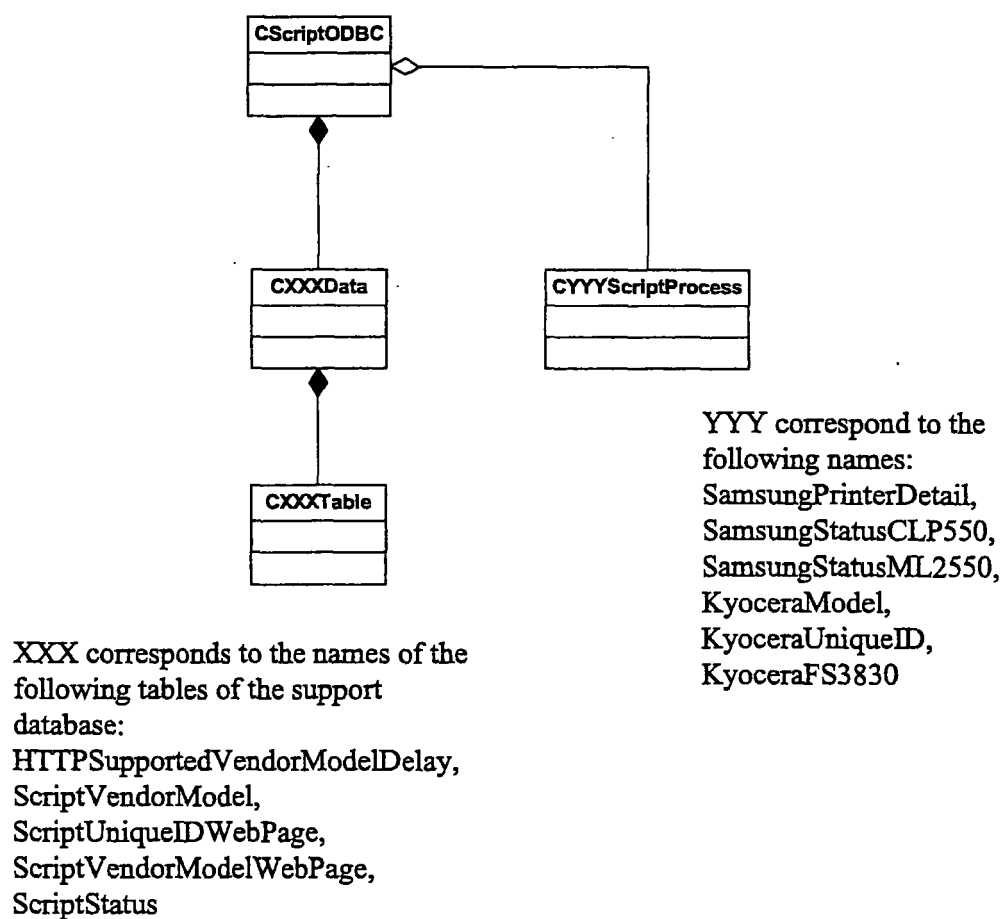 CScriptODBC
CXXXData
CYYYScriptProcess
CXXXTable
YYY correspond to the
following names:
SamsungPrinterDetail,
SamsungStatusCLP550,
SamsungStatusML2550,
KyoceraModel,
KyoceraUniqueID,
KyoceraFS3830
XXX corresponds to the names of the
following tables of the support
database:
HTTPSupportedVendorModelDelay,
ScriptVendorModel,
ScriptUniqueIDWebPage,
ScriptVendorModelWebPage,
ScriptStatus